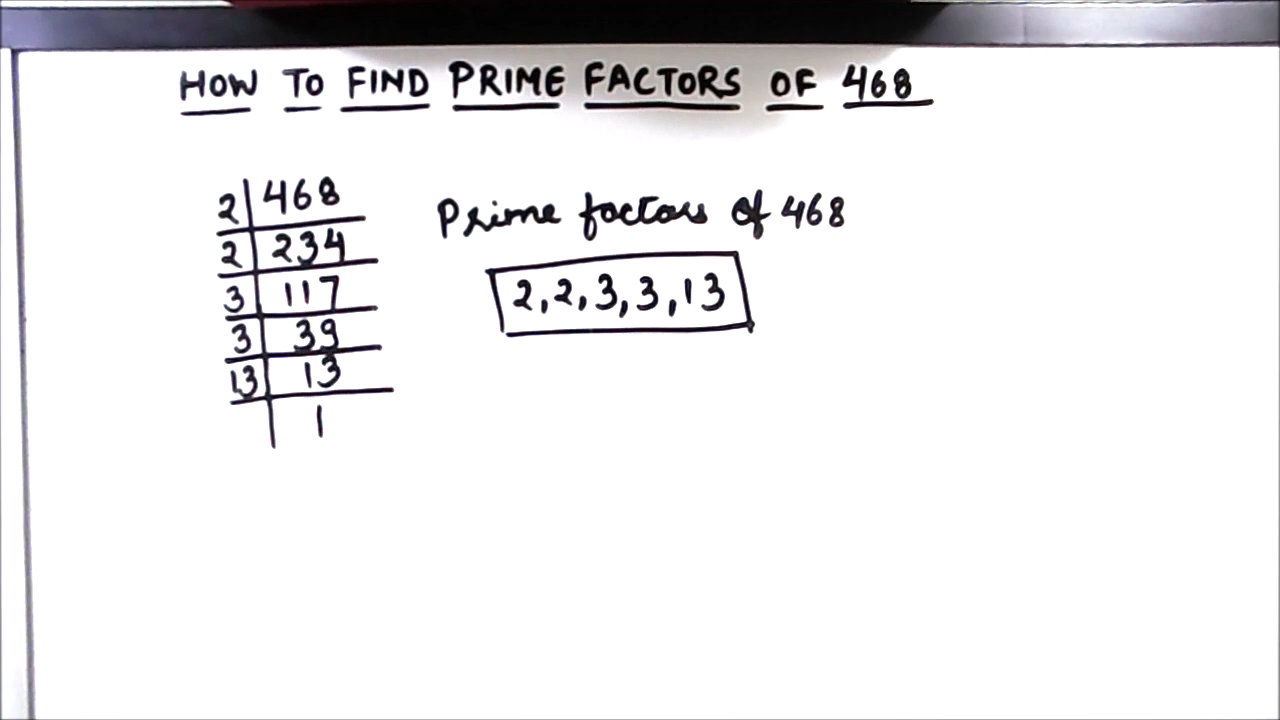 HOW TO FIND PRIME FACTORS OF 468
2 468
2 234
3 117
3 39
13 13
1
Prime factors of 468
2, 2, 3, 3, 13